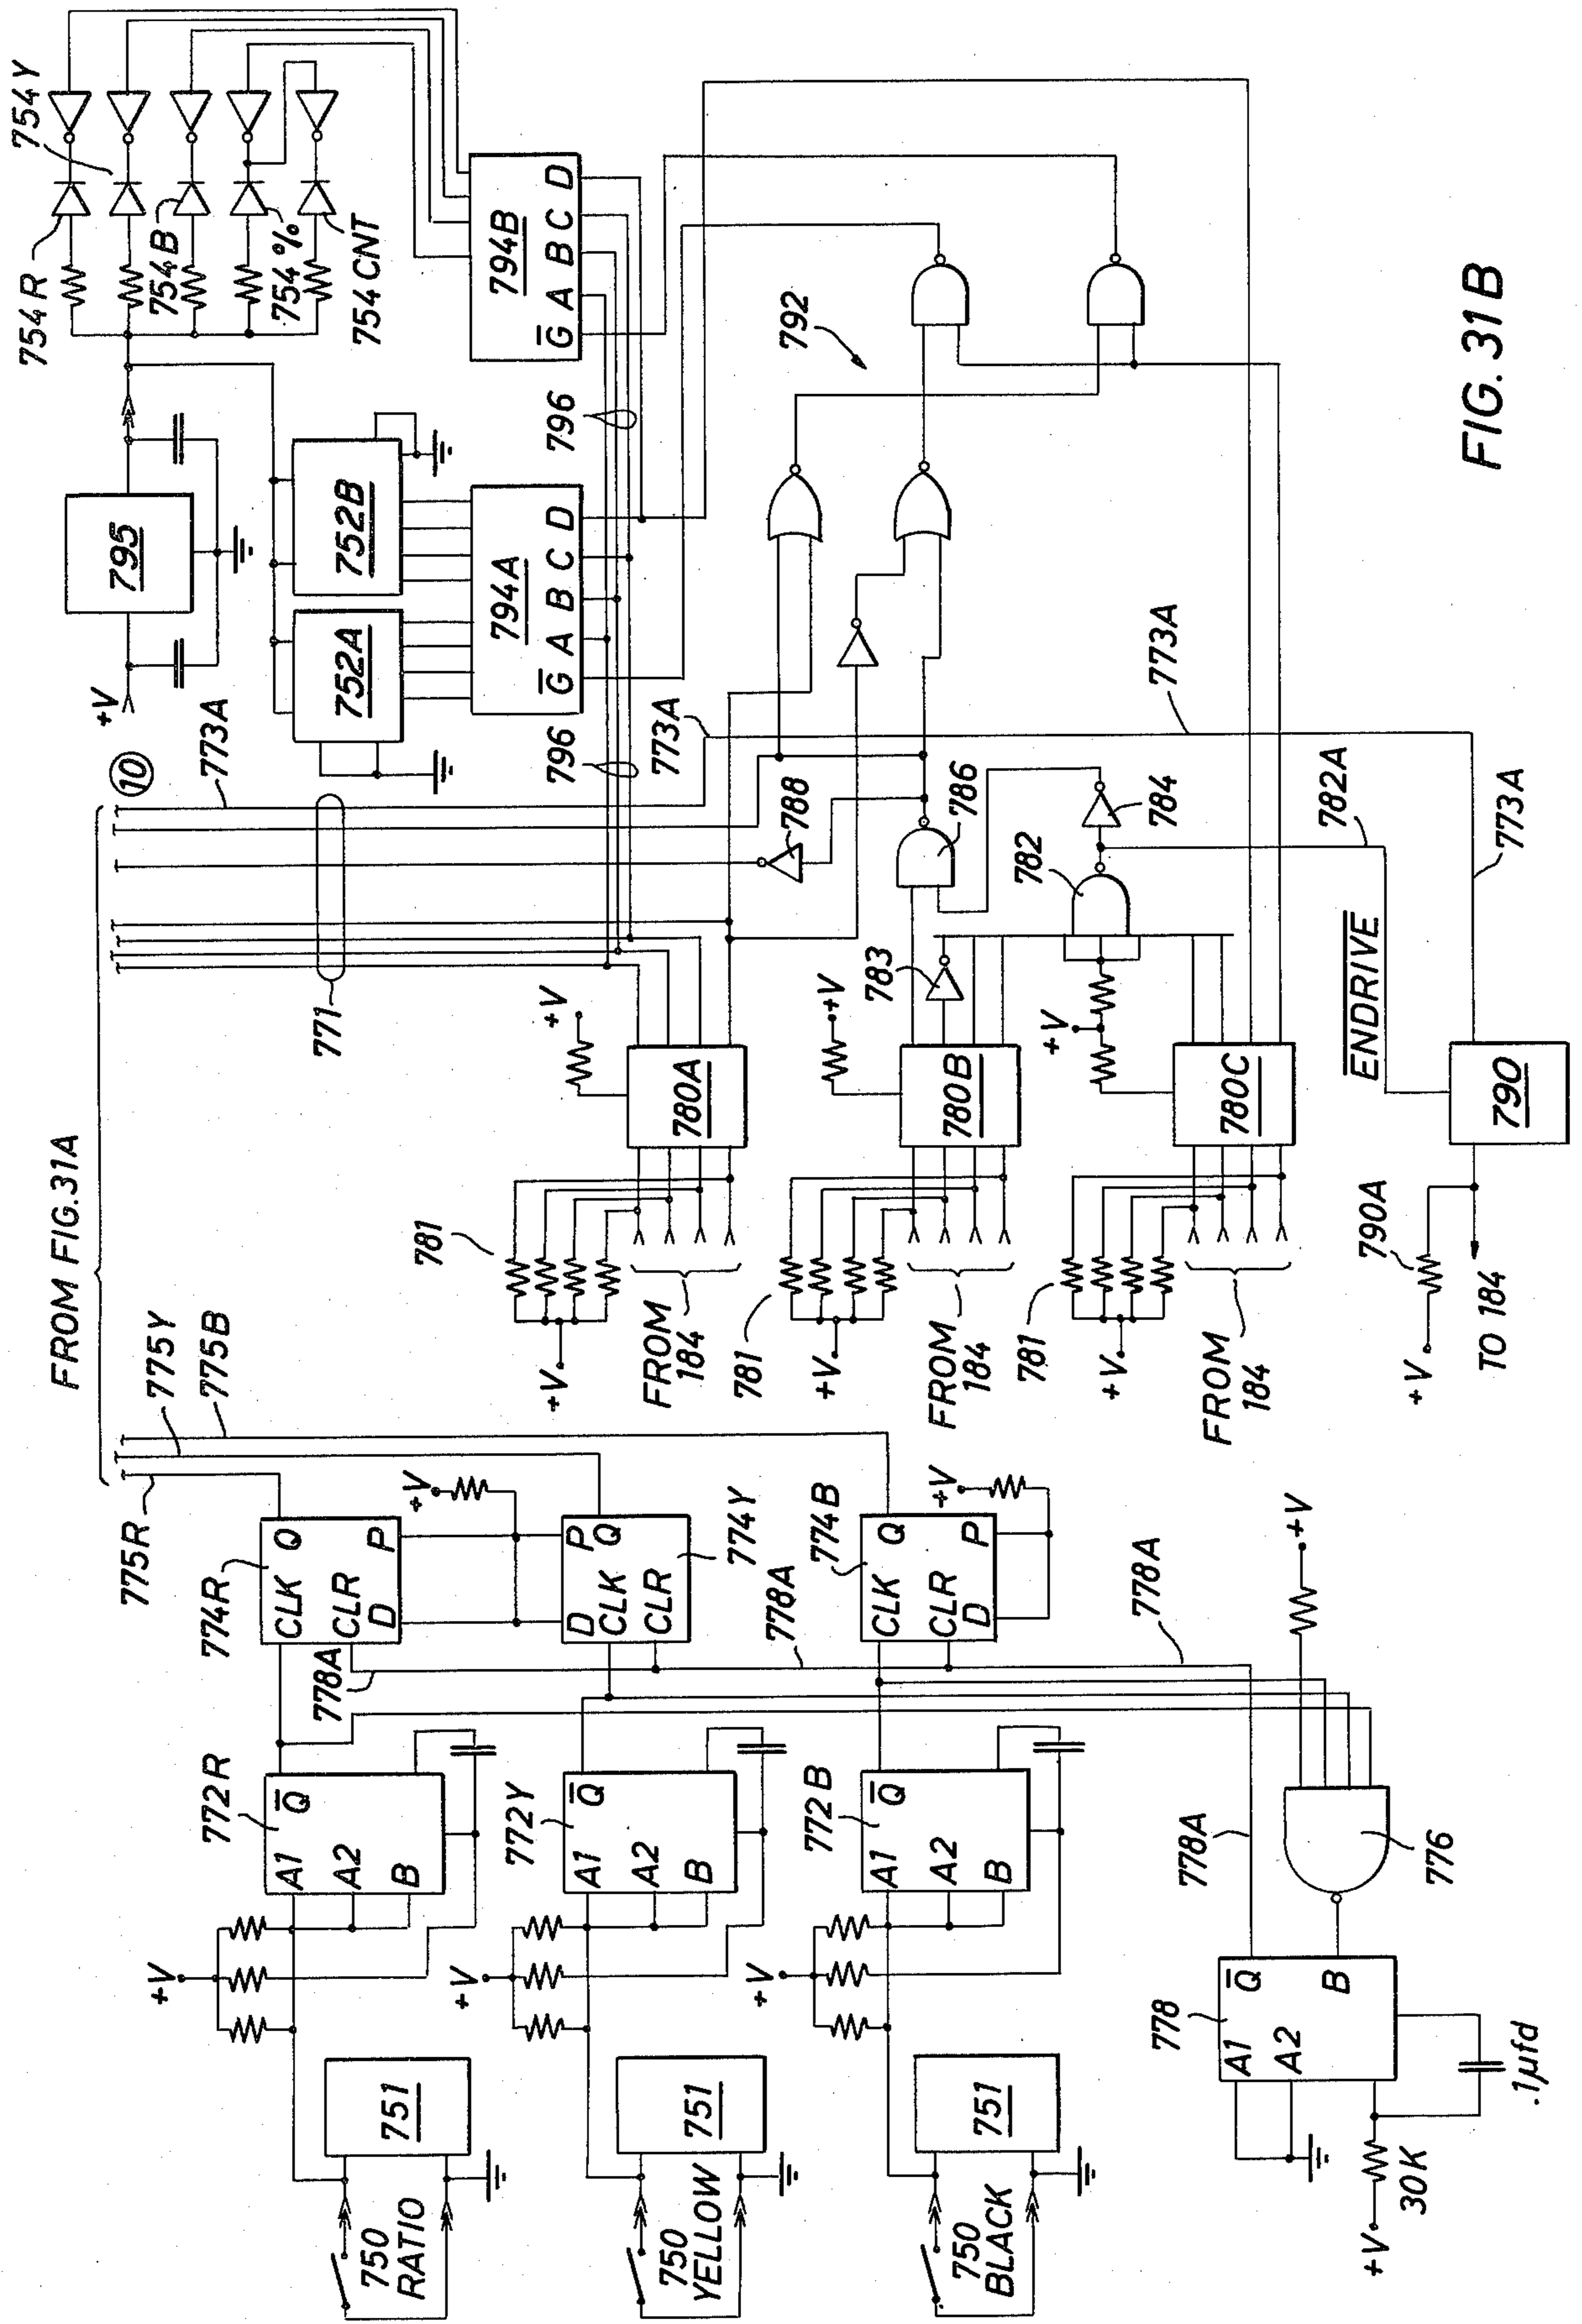 FIG. 31B
FROM FIG.31A
10
754Y
754R
754B
754%
754 CNT
795
+V
752A
752B
794A
G̅ A B C D
794B
G̅ A B C D
796
796
792
773A
773A
773A
773A
771
788
786
784
782
782A
783
ENDRIVE
780A
+V
781
+V
FROM
184
780B
+V
781
+V
FROM
184
780C
+V
781
+V
FROM
184
790
790A
+V
TO 184
775R
775Y
775B
774R
CLK Q
CLR
D P
+V
774Y
D P
CLK Q
CLR
774B
CLK Q
CLR
D P
+V
778A
778A
778A
778A
772R
A1 Q̅
A2
B
+V
772Y
A1 Q̅
A2
B
+V
772B
A1 Q̅
A2
B
+V
751
750
RATIO
751
750
YELLOW
751
750
BLACK
776
+V
778
A1 Q̅
A2
B
.1μfd
30K
+V